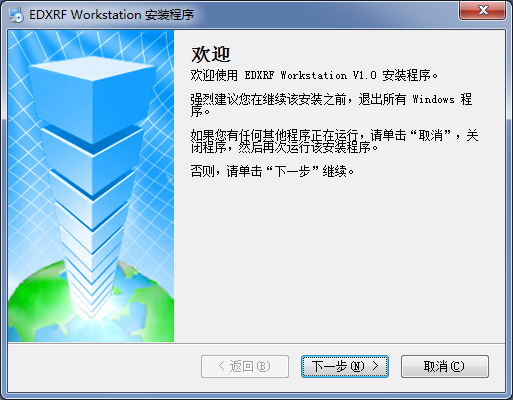 EDXRF Workstation 安装程序
欢迎
欢迎使用 EDXRF Workstation V1.0 安装程序。
强烈建议您在继续该安装之前，退出所有 Windows 程
序。
如果您有任何其他程序正在运行，请单击“取消”，关
闭程序，然后再次运行该安装程序。
否则，请单击“下一步”继续。
< 返回(B) 下一步(N) > 取消(C)